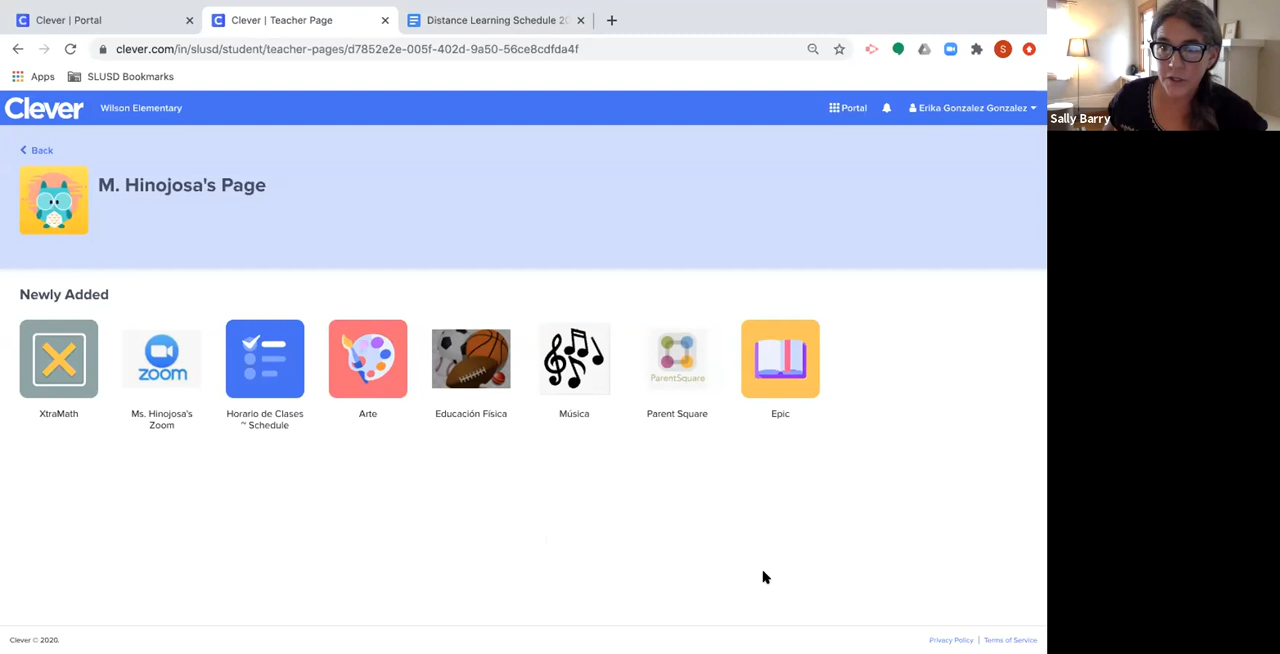 Clever | Portal
Clever | Teacher Page
Distance Learning Schedule 20
clever.com/in/slusd/student/teacher-pages/d7852e2e-005f-402d-9a50-56ce8cdfda4f
S
Apps
SLUSD Bookmarks
Clever
Wilson Elementary
Portal
Erika Gonzalez Gonzalez
Sally Barry
Back
M. Hinojosa's Page
Newly Added
zoom
ParentSquare
XtraMath
Ms. Hinojosa's
Zoom
Horario de Clases
~ Schedule
Arte
Educación Física
Música
Parent Square
Epic
Clever © 2020.
Privacy Policy | Terms of Service